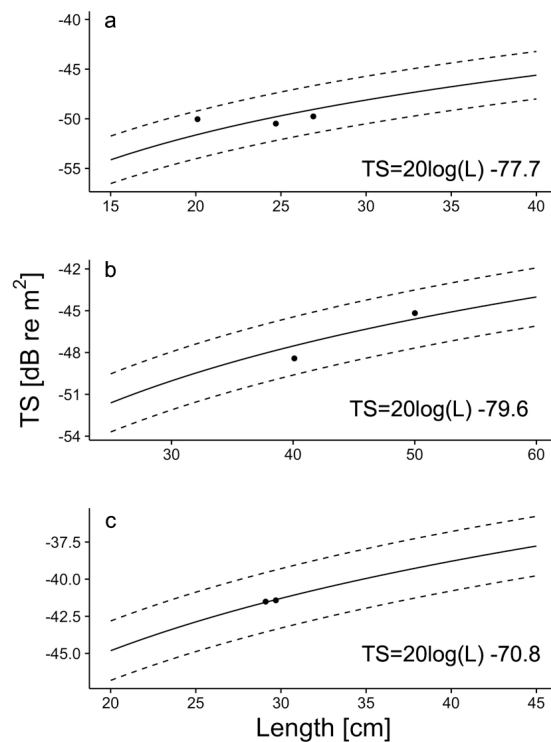 a
-40
-45
-50
-55
TS=20log(L) -77.7
15 20 25 30 35 40
b
-42
-45
-48
-51
-54
TS [dB re m²]
TS=20log(L) -79.6
30 40 50 60
c
-37.5
-40.0
-42.5
-45.0
TS=20log(L) -70.8
20 25 30 35 40 45
Length [cm]